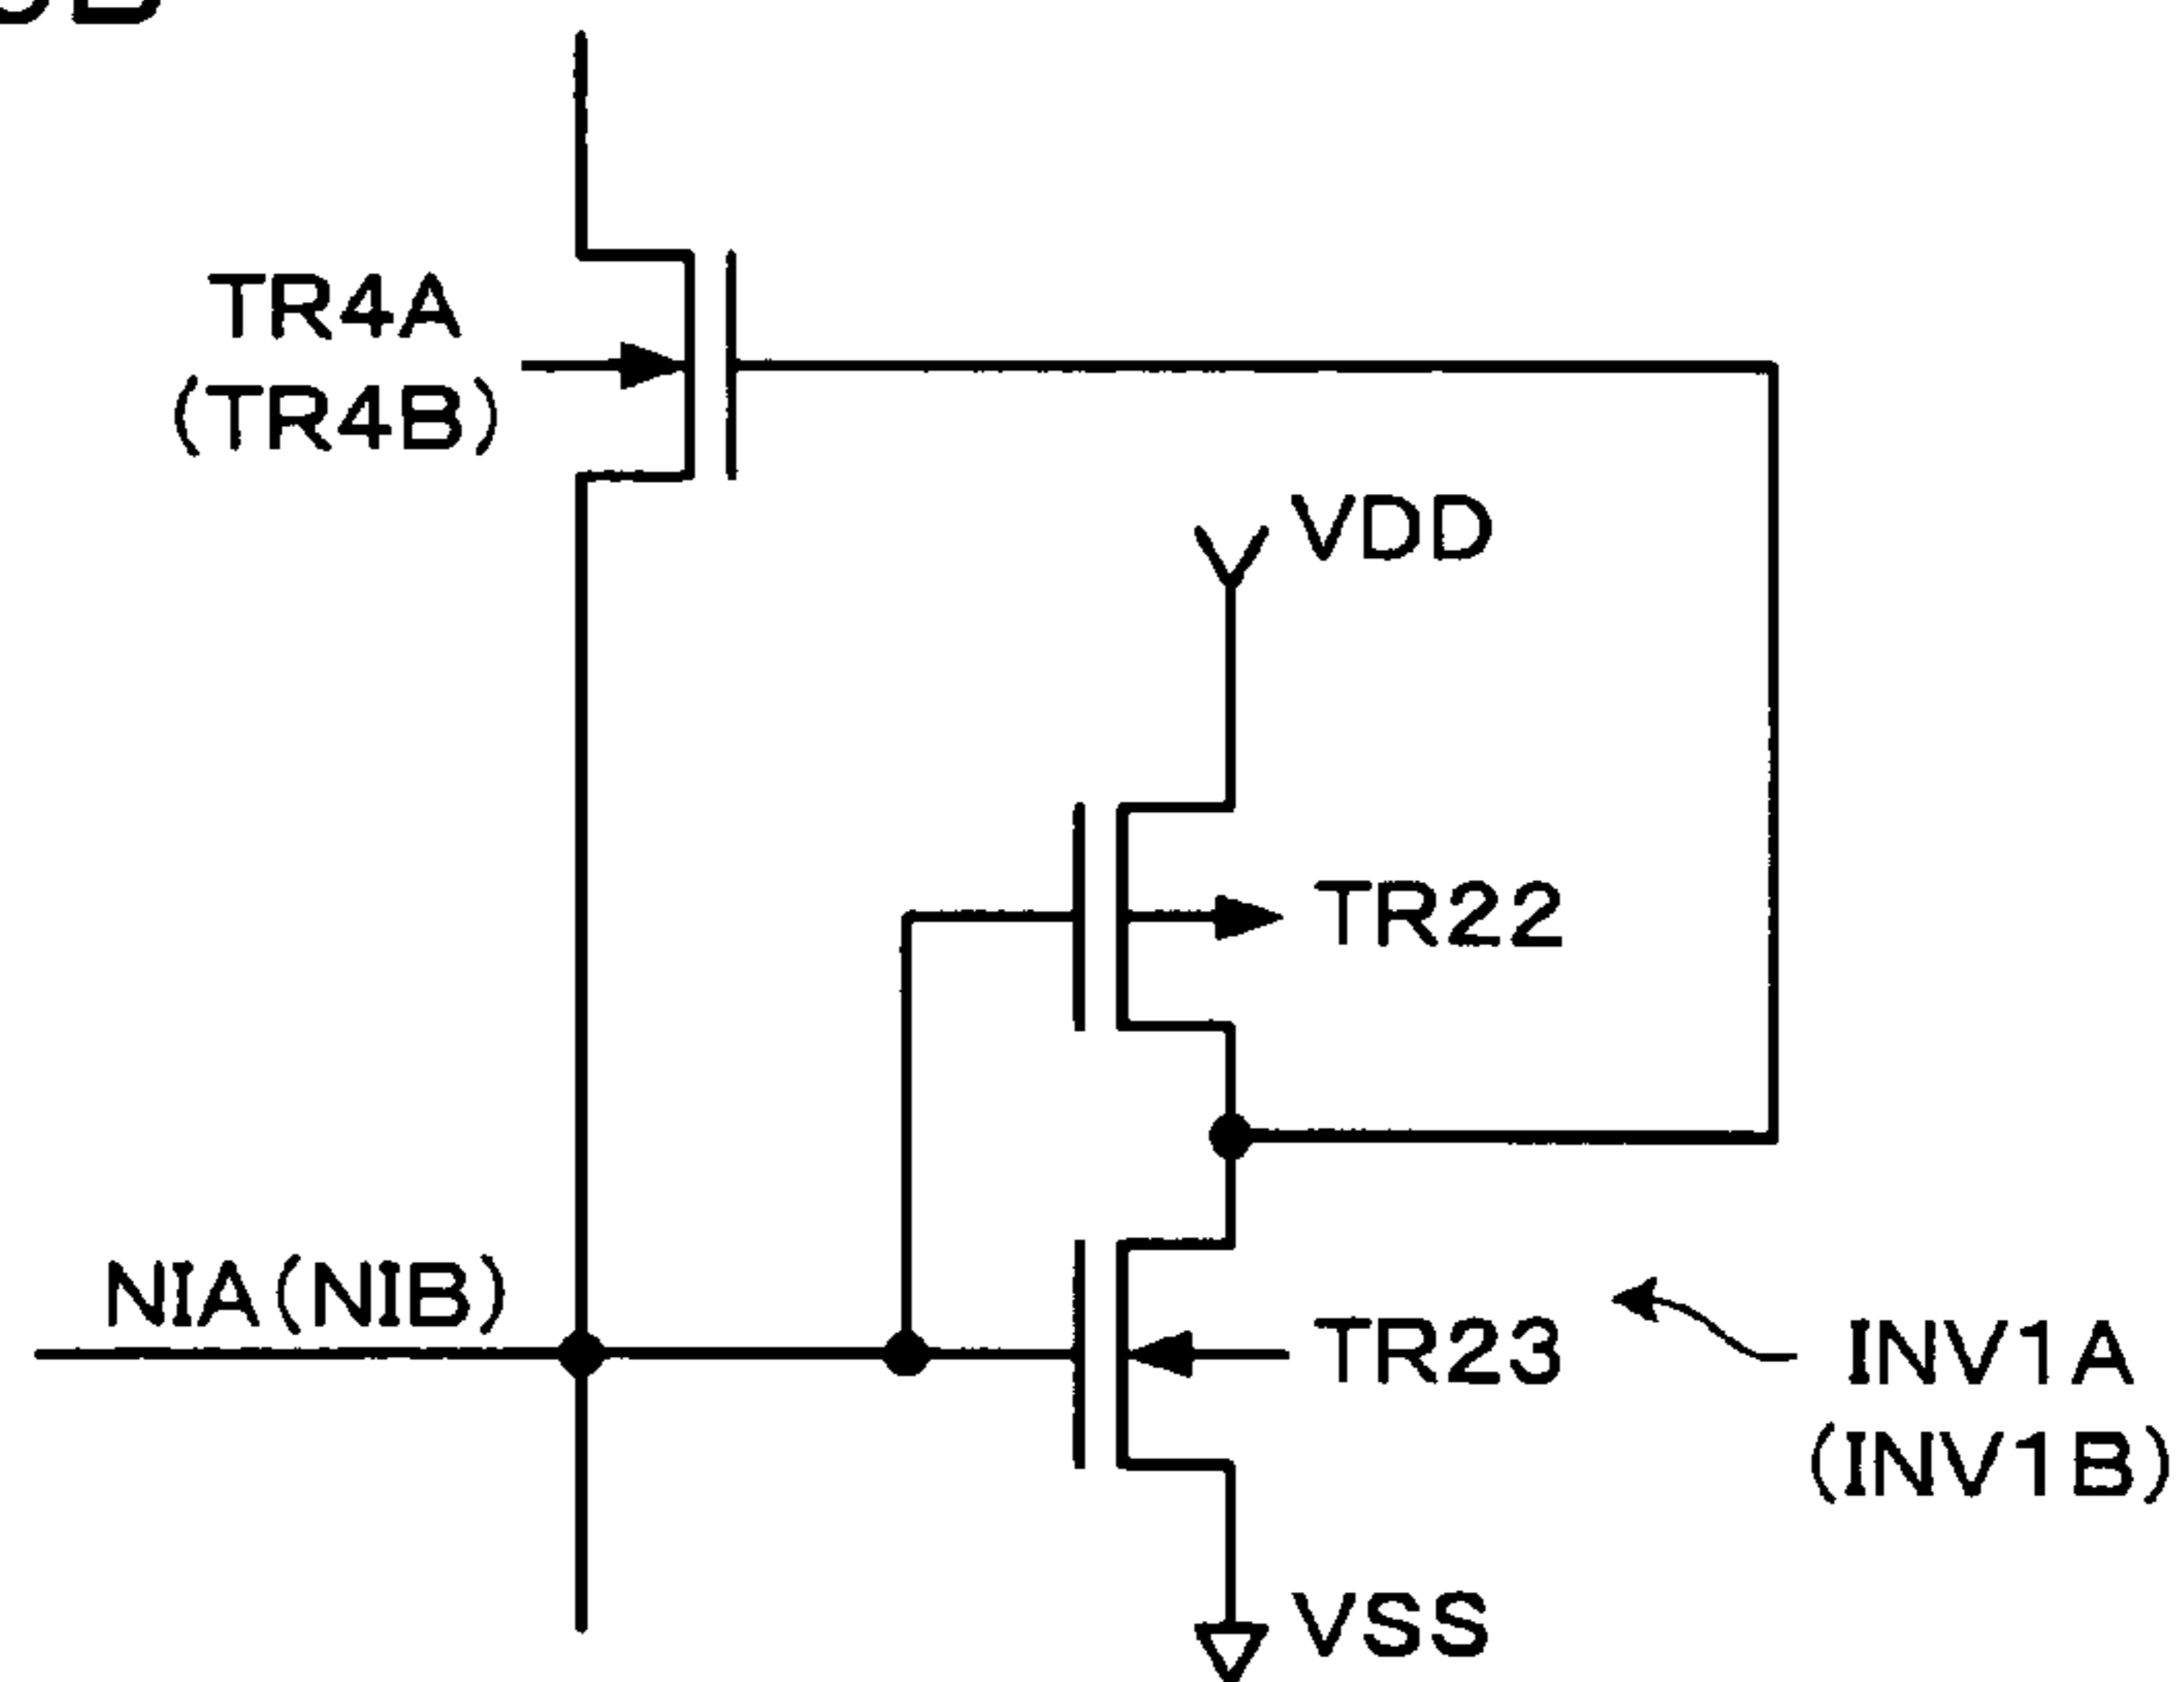 TR4A
(TR4B)
VDD
TR22
NIA(NIB)
TR23
INV1A
(INV1B)
VSS